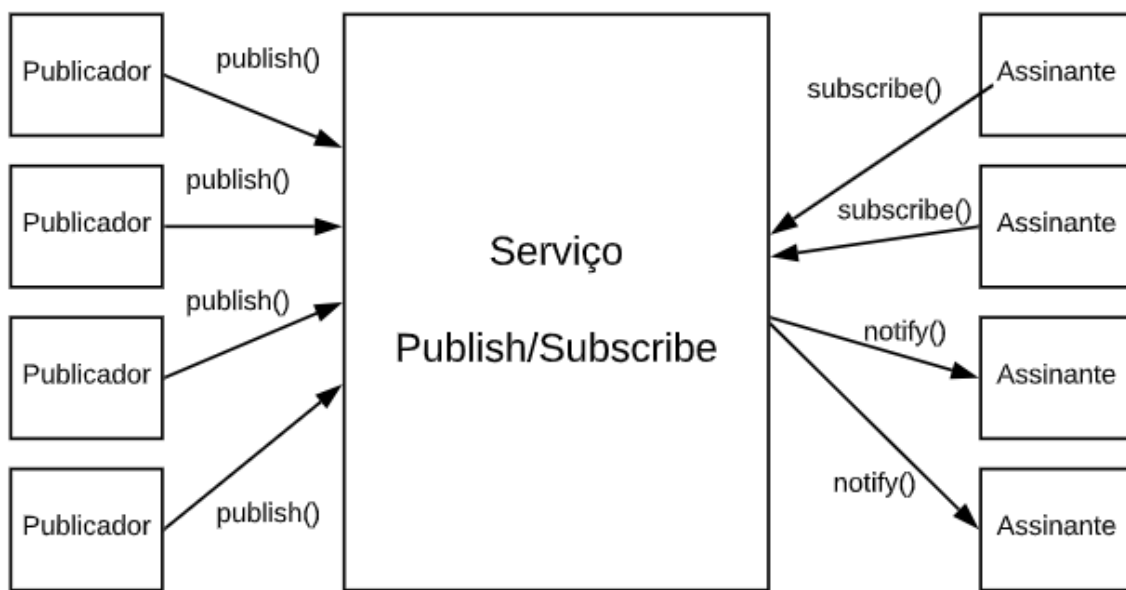 Publicador
publish()
Publicador
publish()
Publicador
publish()
Publicador
publish()
Serviço
Publish/Subscribe
subscribe()
Assinante
subscribe()
Assinante
notify()
Assinante
notify()
Assinante